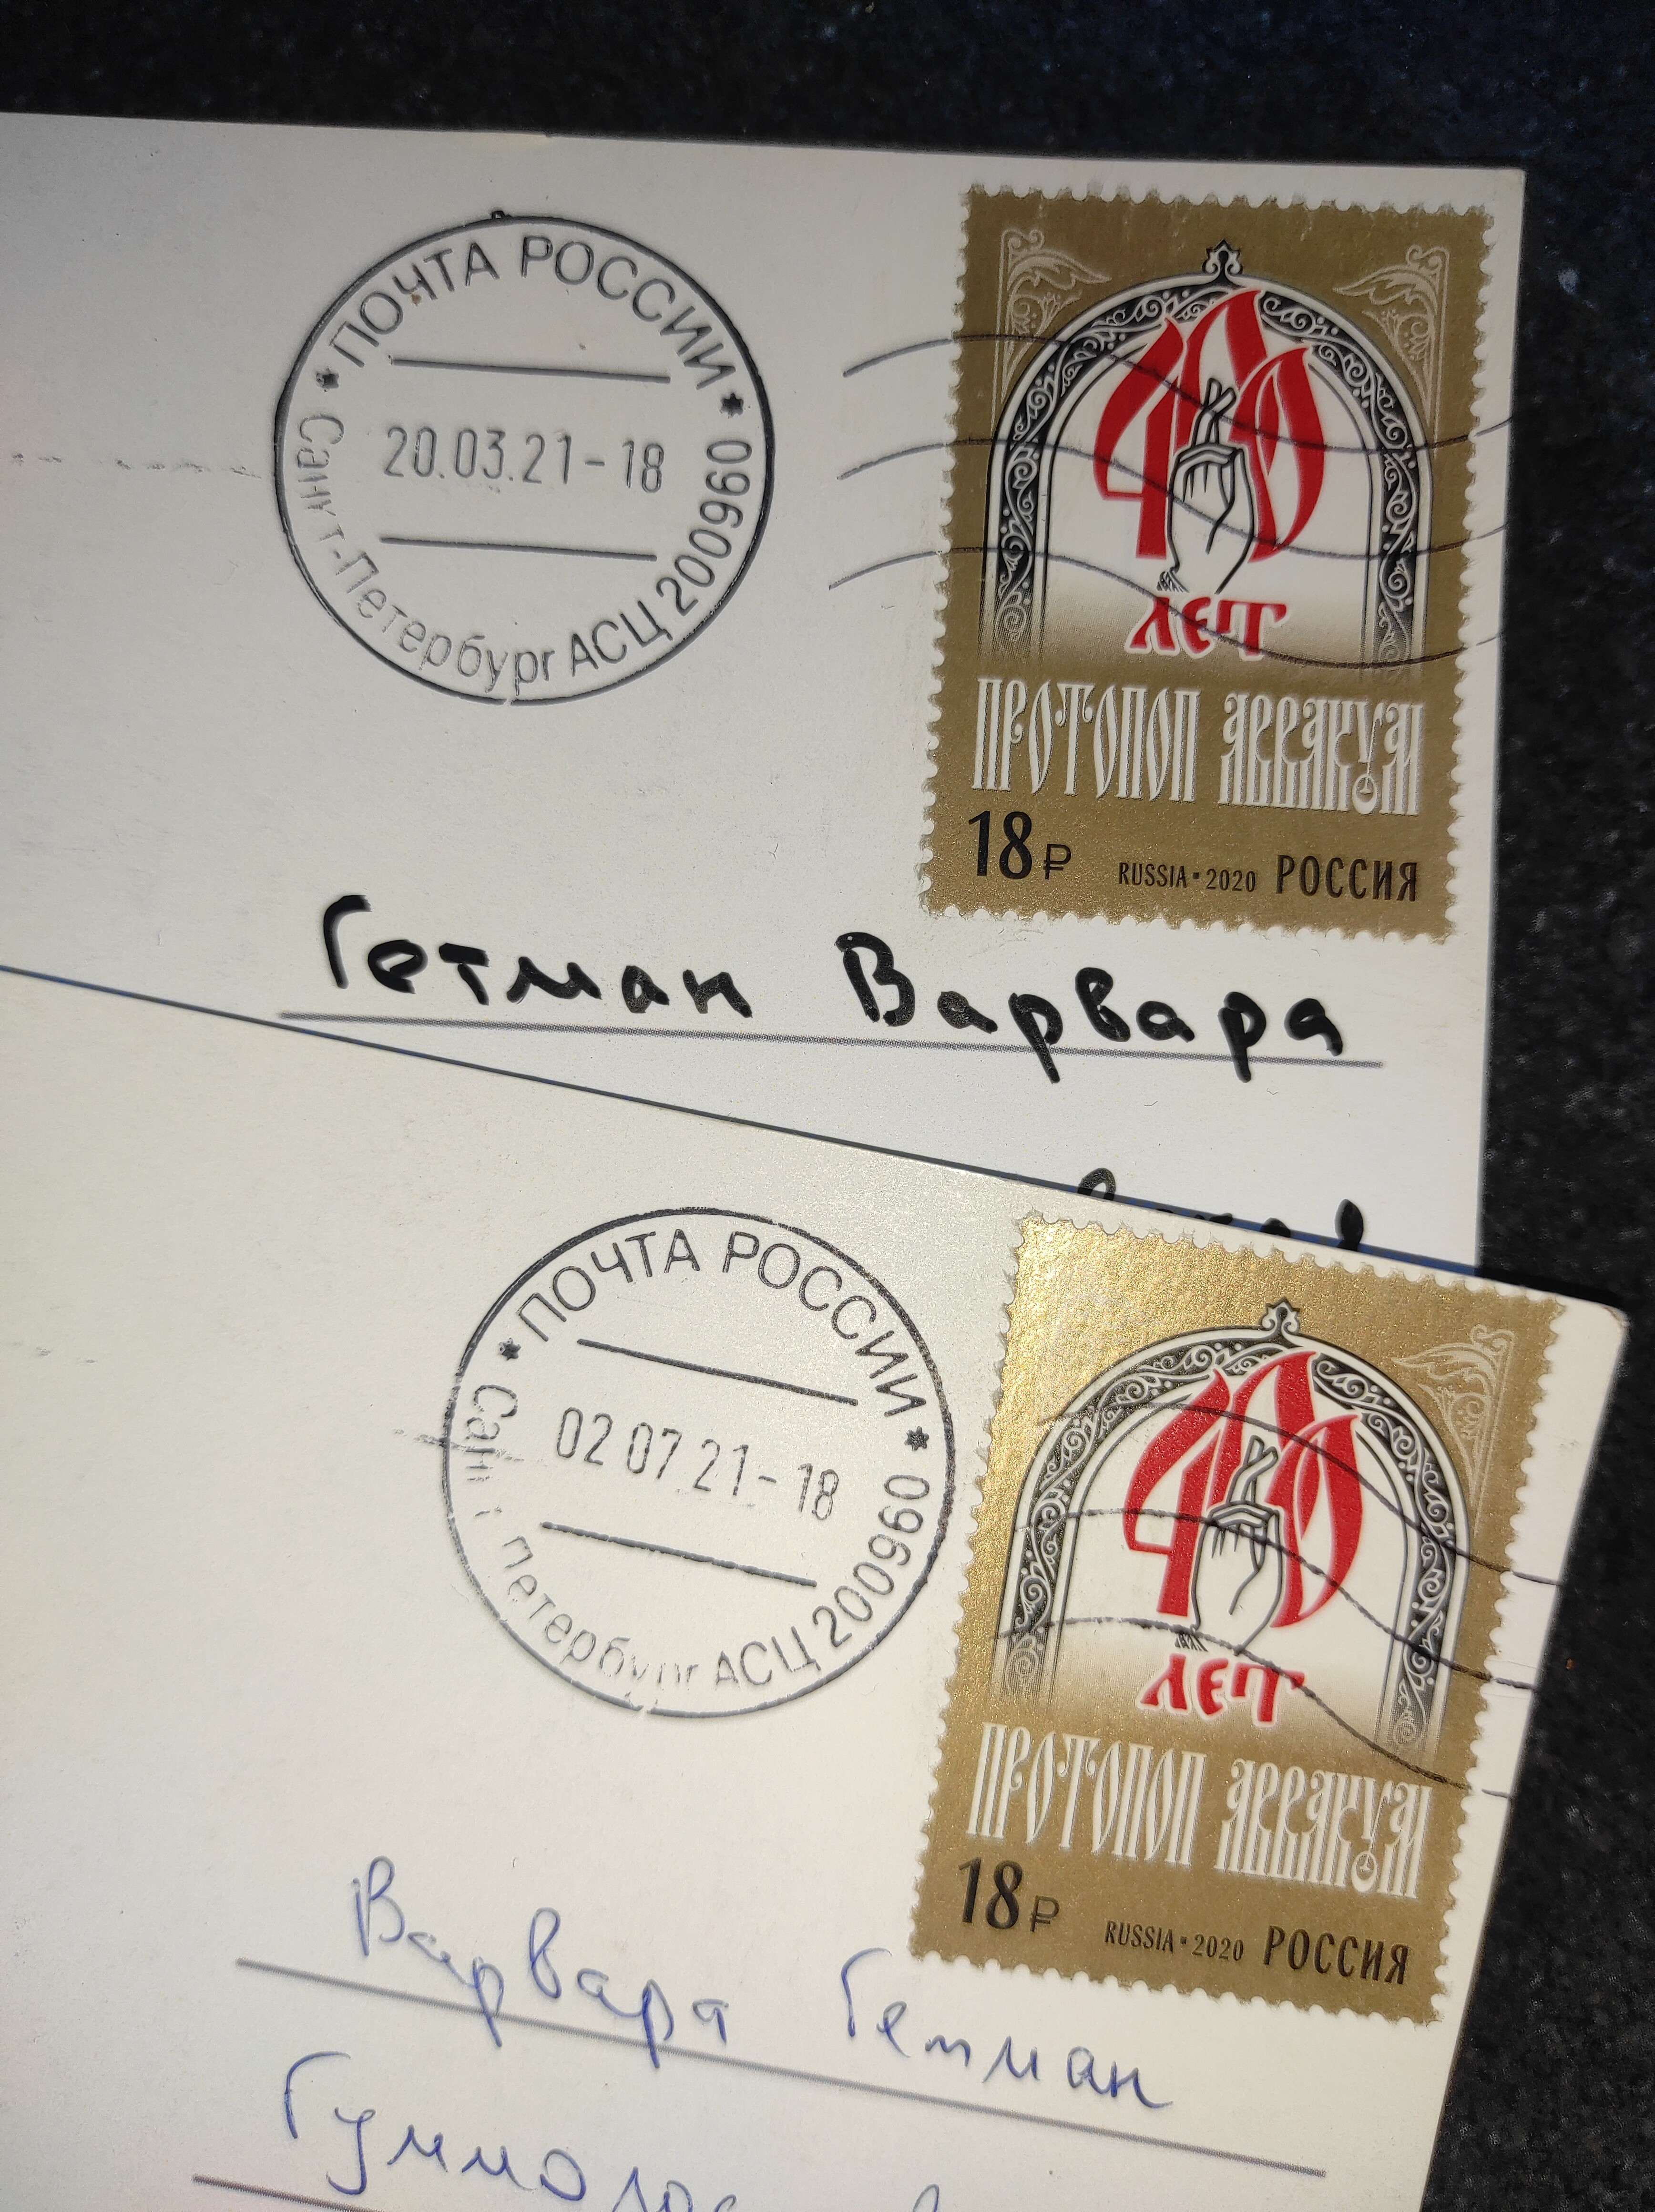 ПОЧТА РОССИИ
20.03.21-18
Санкт-Петербург АСЦ 200960
400
ЛЕТ
ПРОТОПОП АВВАКУМ
18₽ RUSSIA▪2020 РОССИЯ
Гетман Варвара
ПОЧТА РОССИИ
02 07 21-18
Санкт-Петербург АСЦ 200960
400
ЛЕТ
ПРОТОПОП АВВАКУМ
18₽ RUSSIA▪2020 РОССИЯ
Варвара Гетман